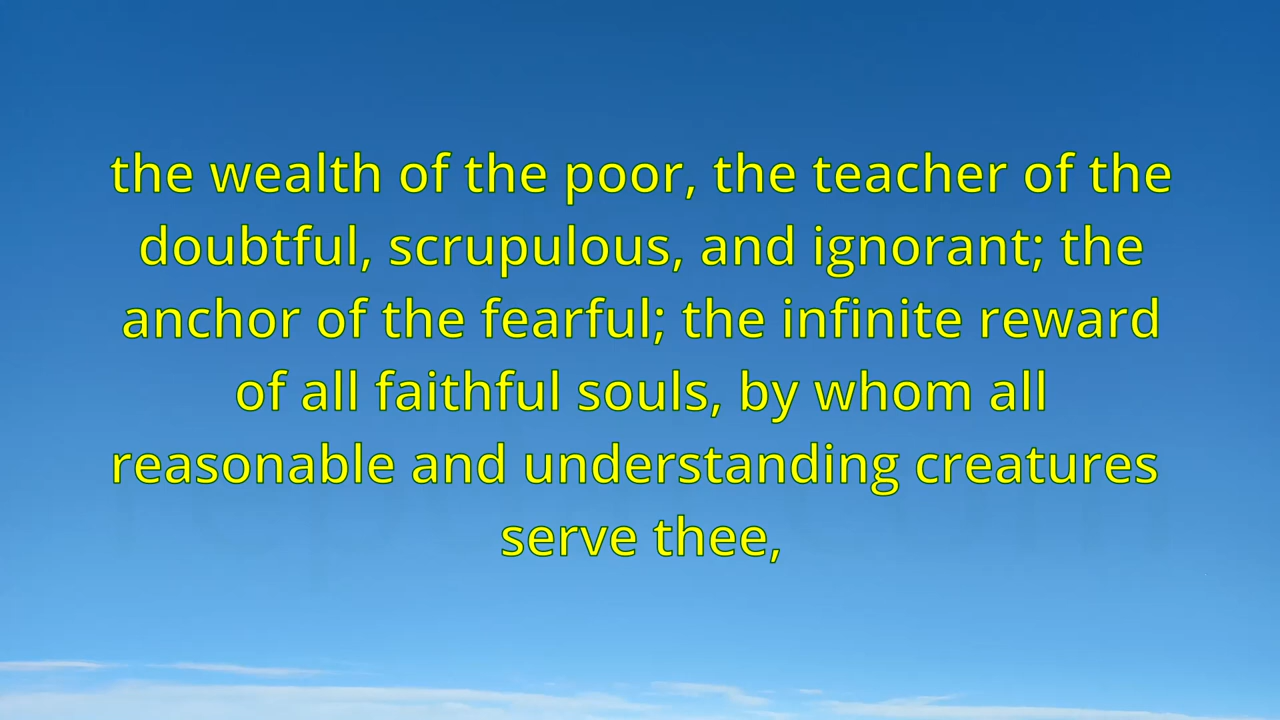 the wealth of the poor, the teacher of the
doubtful, scrupulous, and ignorant; the
anchor of the fearful; the infinite reward
of all faithful souls, by whom all
reasonable and understanding creatures
serve thee,